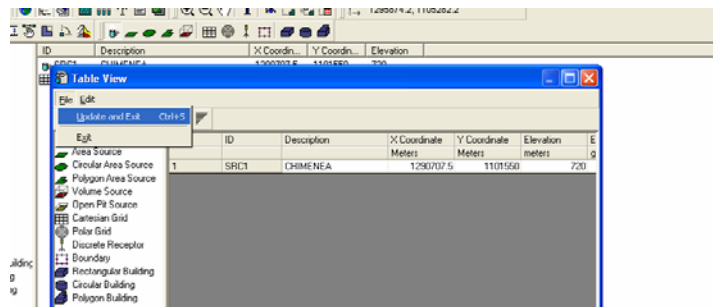 1295874.2, 1105282.2
ID Description X Coordin... Y Coordin... Elevation
SRC1 CHIMENEA 1290707.5 1101550 720
Table View
File Edit
Update and Exit Ctrl+S
Exit
ID Description X Coordinate Y Coordinate Elevation E
Meters Meters meters g
Area Source
Circular Area Source
1 SRC1 CHIMENEA 1290707.5 1101550 720
Polygon Area Source
Volume Source
Open Pit Source
Cartesian Grid
Polar Grid
Discrete Receptor
Boundary
Rectangular Building
Circular Building
Polygon Building